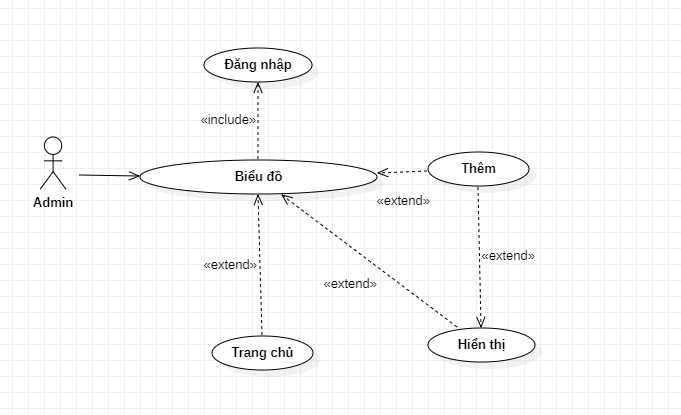 Đăng nhập
«include»
Biểu đồ
Thêm
Admin
«extend»
«extend»
«extend»
«extend»
Trang chủ
Hiển thị